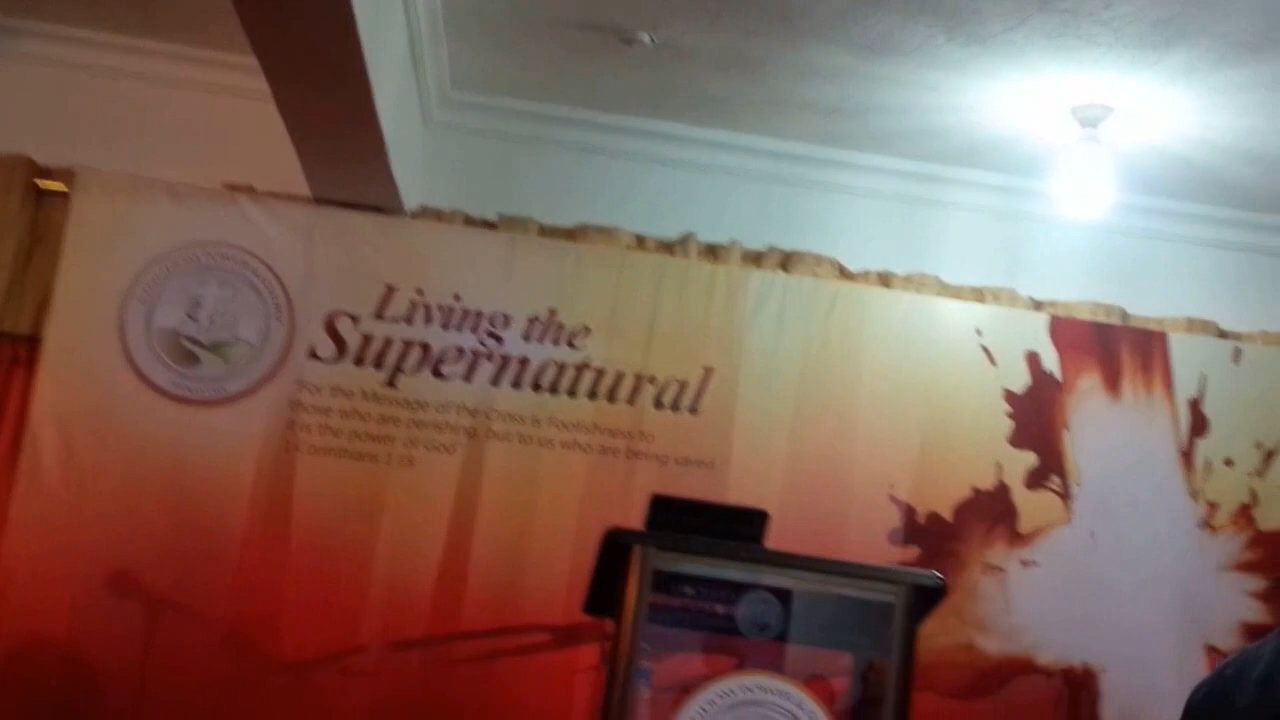 Living the
Supernatural
"For the Message of the Cross is Foolishness to
those who are perishing, but to us who are being saved
it is the power of God"
1 Corinthians 1:18